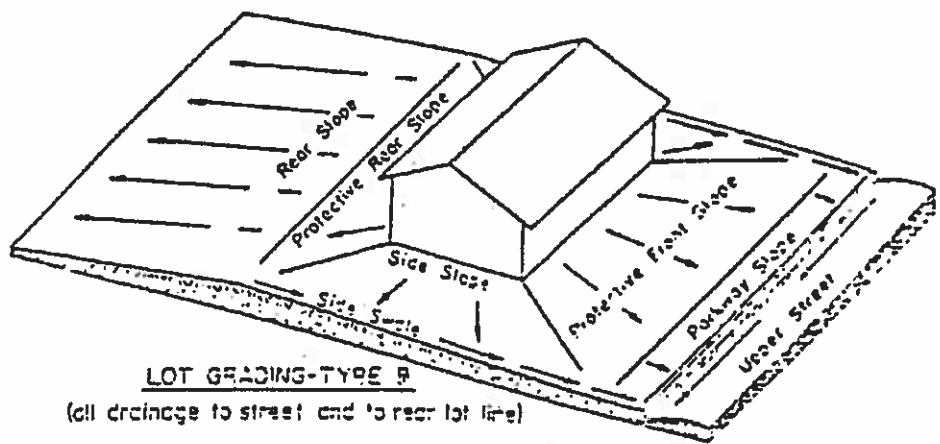 Rear Slope
Protective Rear Slope
Side Slope
Side Swale
Protective Front Slope
Parkway Slope
Upper Street
LOT GRADING-TYPE B
(all drainage to street and to rear lot line)